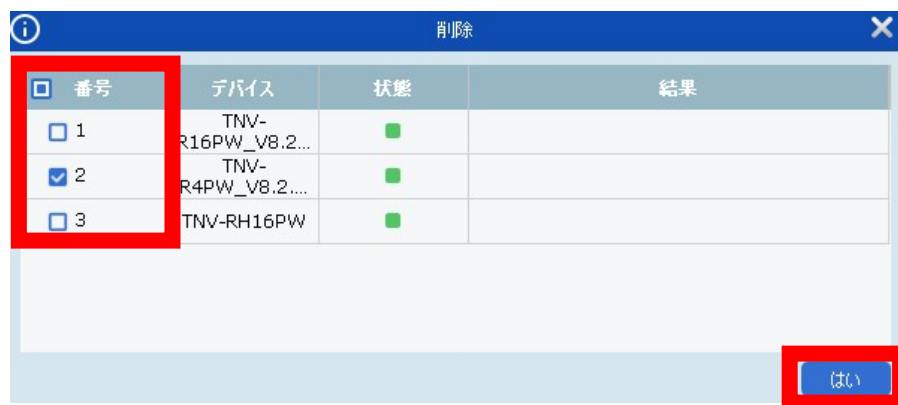 削除
番号 デバイス 状態 結果
1 TNV-
R16PW_V8.2...
2 TNV-
R4PW_V8.2....
3 TNV-RH16PW
はい